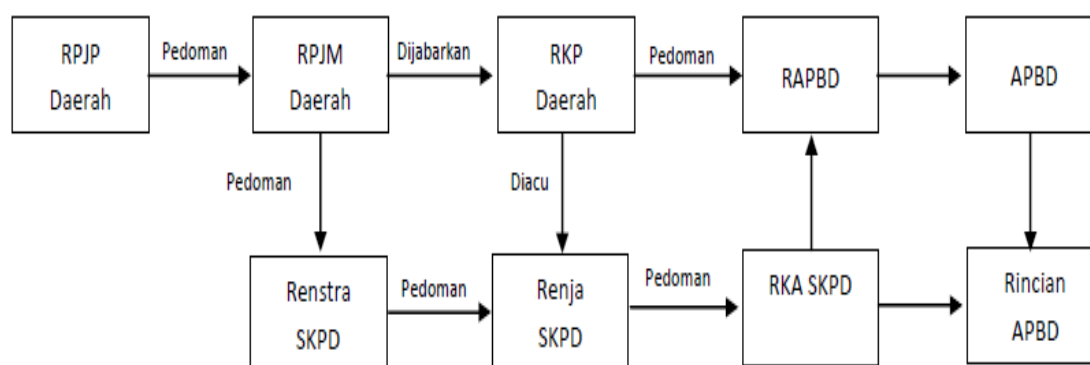 RPJP
Daerah
Pedoman
RPJM
Daerah
Dijabarkan
RKP
Daerah
Pedoman
RAPBD
APBD
Pedoman
Diacu
Renstra
SKPD
Pedoman
Renja
SKPD
Pedoman
RKA SKPD
Rincian
APBD